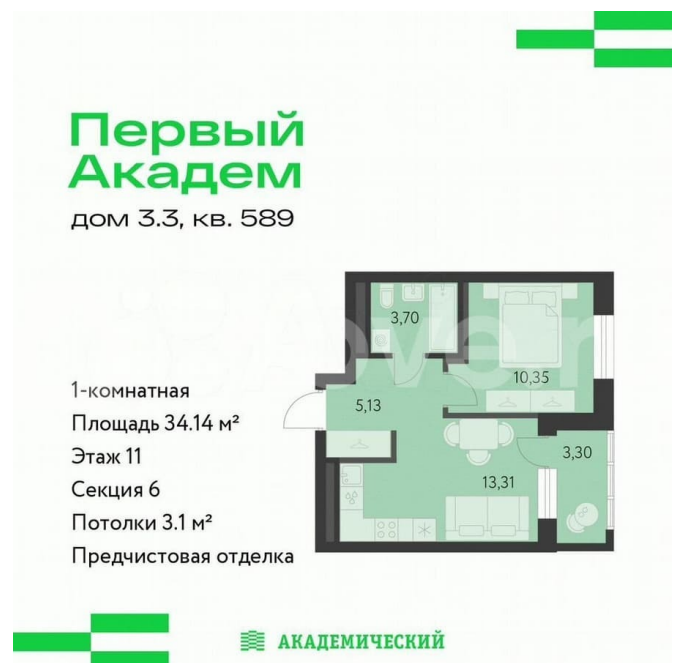 Первый
Академ
дом 3.3, кв. 589
3,70
10,35
5,13
3,30
13,31
1-комнатная
Площадь 34.14 м²
Этаж 11
Секция 6
Потолки 3.1 м²
Предчистовая отделка
АКАДЕМИЧЕСКИЙ